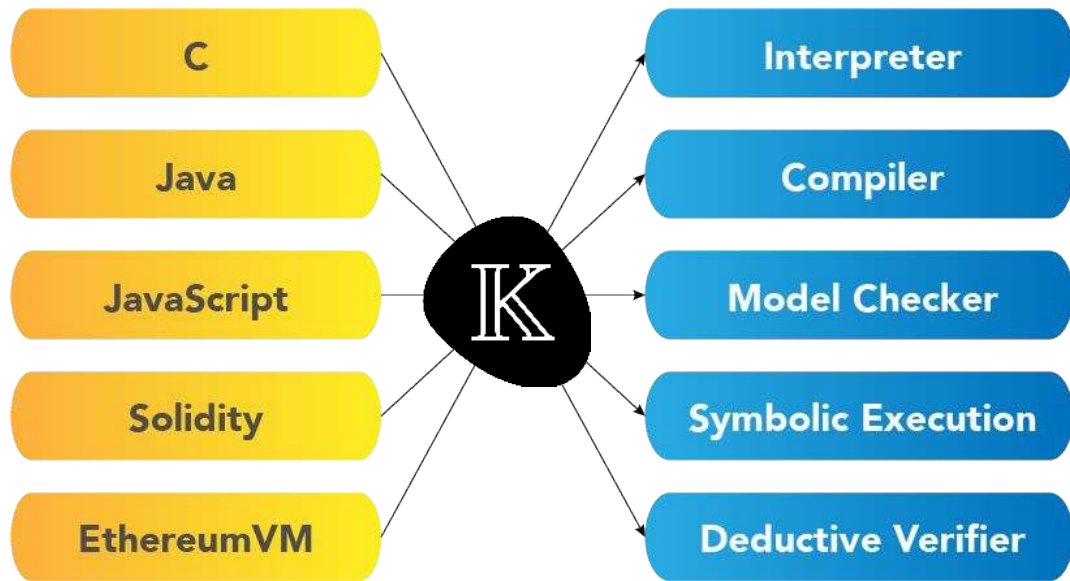 C
Java
JavaScript
Solidity
EthereumVM
𝕂
Interpreter
Compiler
Model Checker
Symbolic Execution
Deductive Verifier